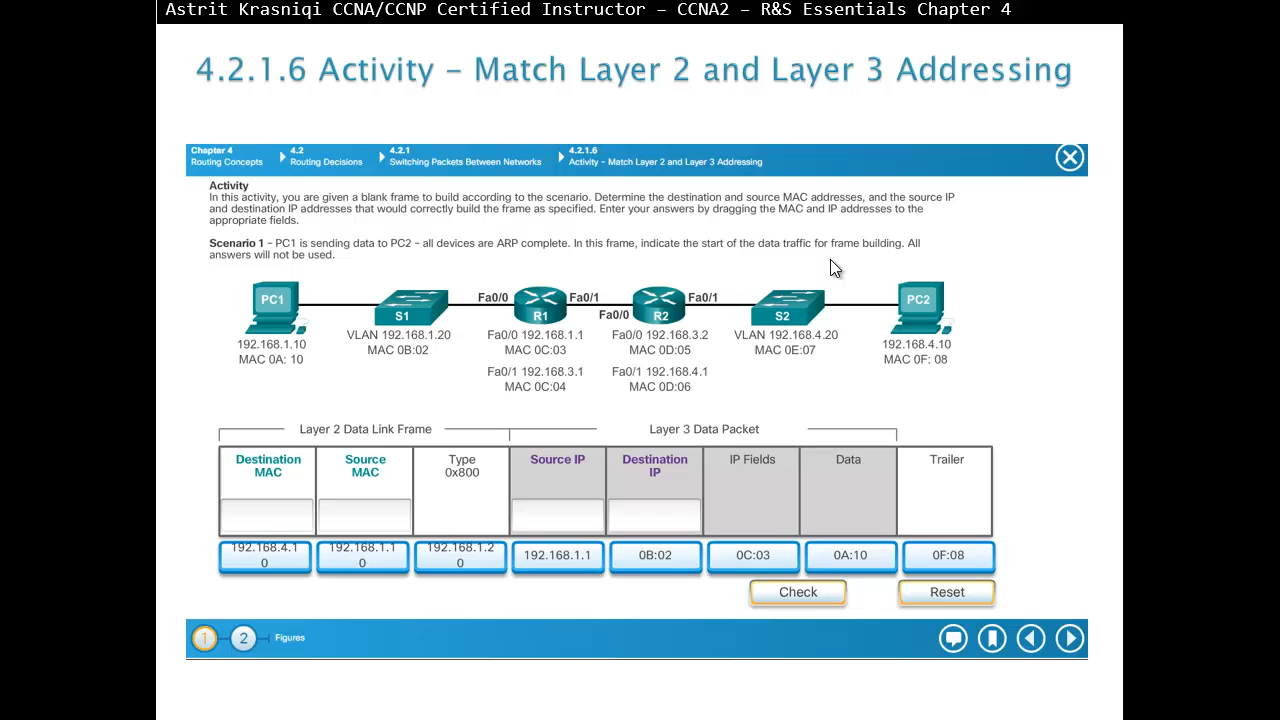 Astrit Krasniqi CCNA/CCNP Certified Instructor – CCNA2 – R&S Essentials Chapter 4
4.2.1.6 Activity – Match Layer 2 and Layer 3 Addressing
Chapter 4
Routing Concepts
4.2
Routing Decisions
4.2.1
Switching Packets Between Networks
4.2.1.6
Activity – Match Layer 2 and Layer 3 Addressing
Activity
In this activity, you are given a blank frame to build according to the scenario. Determine the destination and source MAC addresses, and the source IP
and destination IP addresses that would correctly build the frame as specified. Enter your answers by dragging the MAC and IP addresses to the
appropriate fields.
Scenario 1 – PC1 is sending data to PC2 – all devices are ARP complete. In this frame, indicate the start of the data traffic for frame building. All
answers will not be used.
PC1
S1
Fa0/0
R1
Fa0/1
Fa0/0
R2
Fa0/1
S2
PC2
192.168.1.10
MAC 0A: 10
VLAN 192.168.1.20
MAC 0B:02
Fa0/0 192.168.1.1
MAC 0C:03
Fa0/1 192.168.3.1
MAC 0C:04
Fa0/0 192.168.3.2
MAC 0D:05
Fa0/1 192.168.4.1
MAC 0D:06
VLAN 192.168.4.20
MAC 0E:07
192.168.4.10
MAC 0F: 08
Layer 2 Data Link Frame
Layer 3 Data Packet
Destination
MAC
Source
MAC
Type
0x800
Source IP
Destination
IP
IP Fields
Data
Trailer
192.168.4.1
0
192.168.1.1
0
192.168.1.2
0
192.168.1.1
0B:02
0C:03
0A:10
0F:08
Check
Reset
1
2
Figures